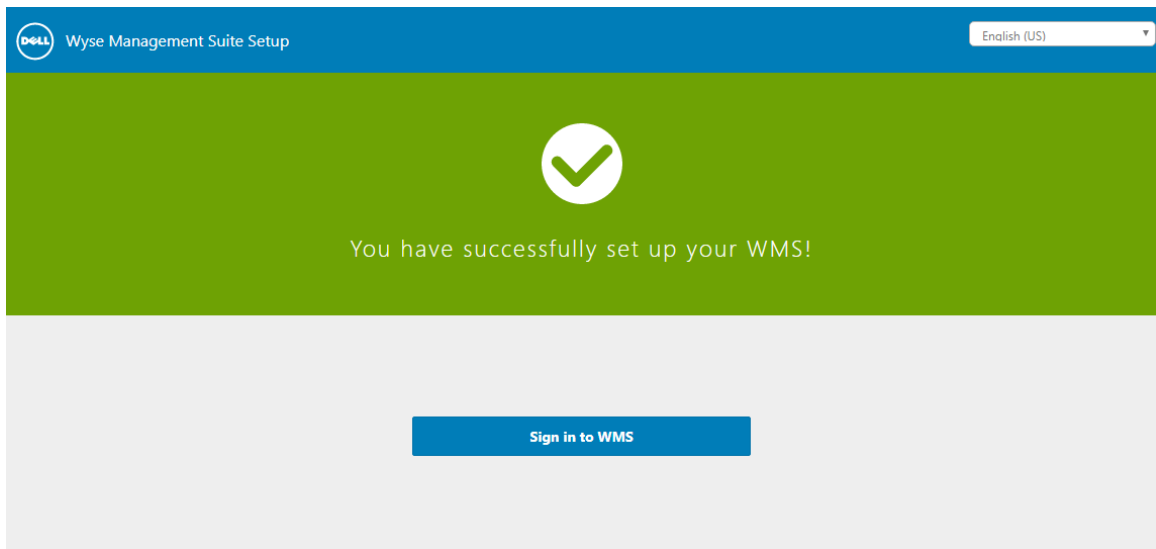 DELL
Wyse Management Suite Setup
English (US)
You have successfully set up your WMS!
Sign in to WMS